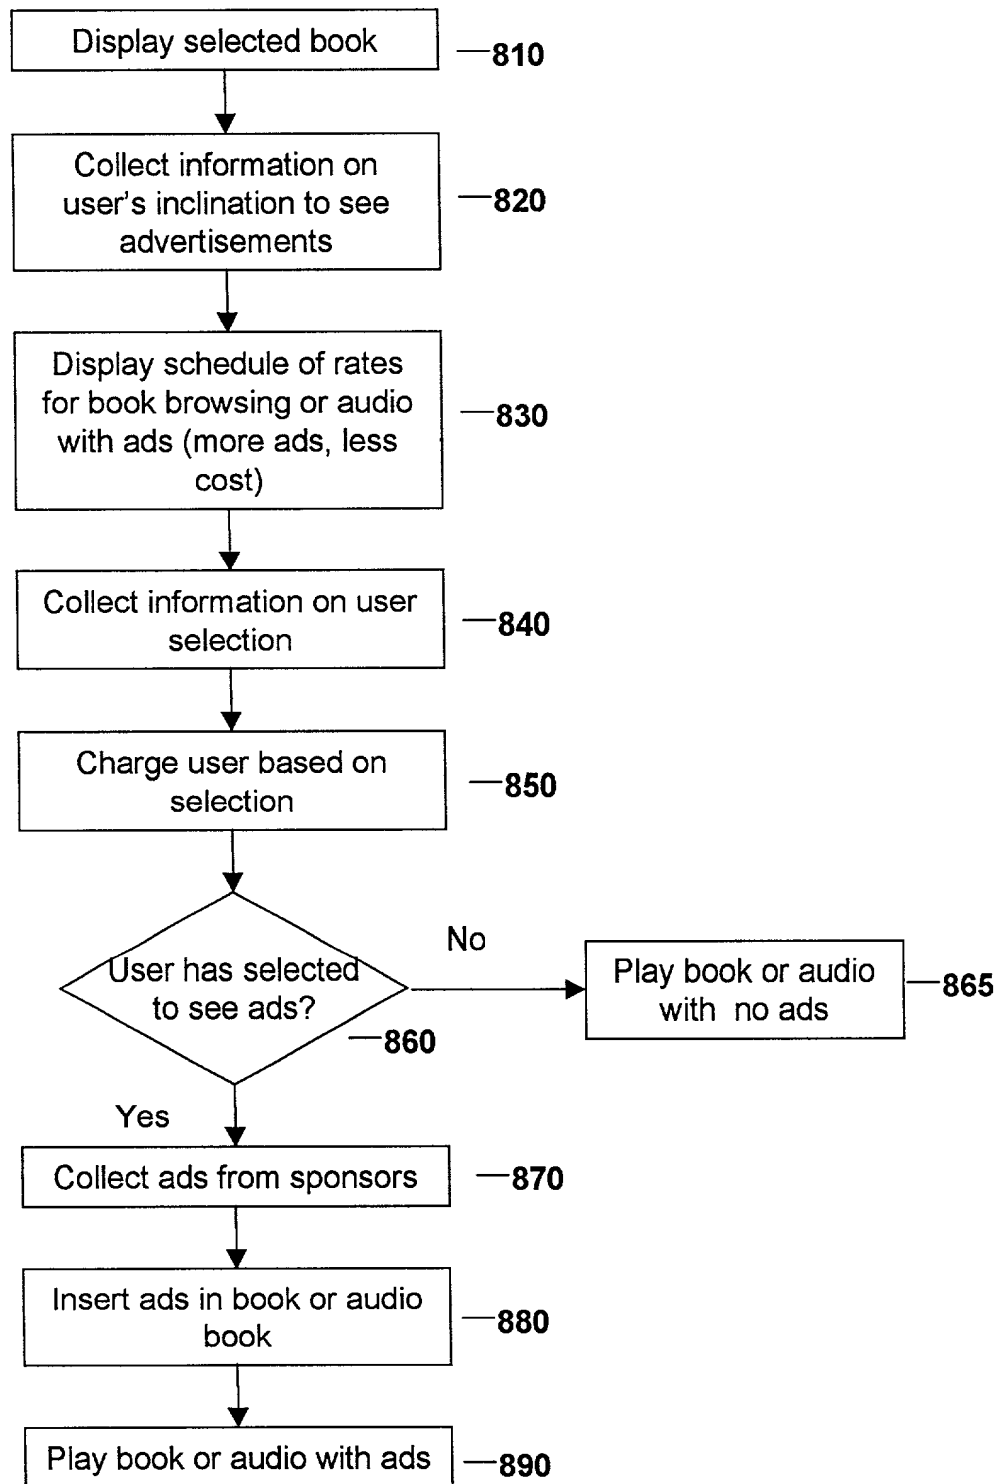 Display selected book
810
Collect information on
user's inclination to see
advertisements
820
Display schedule of rates
for book browsing or audio
with ads (more ads, less
cost)
830
Collect information on user
selection
840
Charge user based on
selection
850
User has selected
to see ads?
860
No
Play book or audio
with no ads
865
Yes
Collect ads from sponsors
870
Insert ads in book or audio
book
880
Play book or audio with ads
890